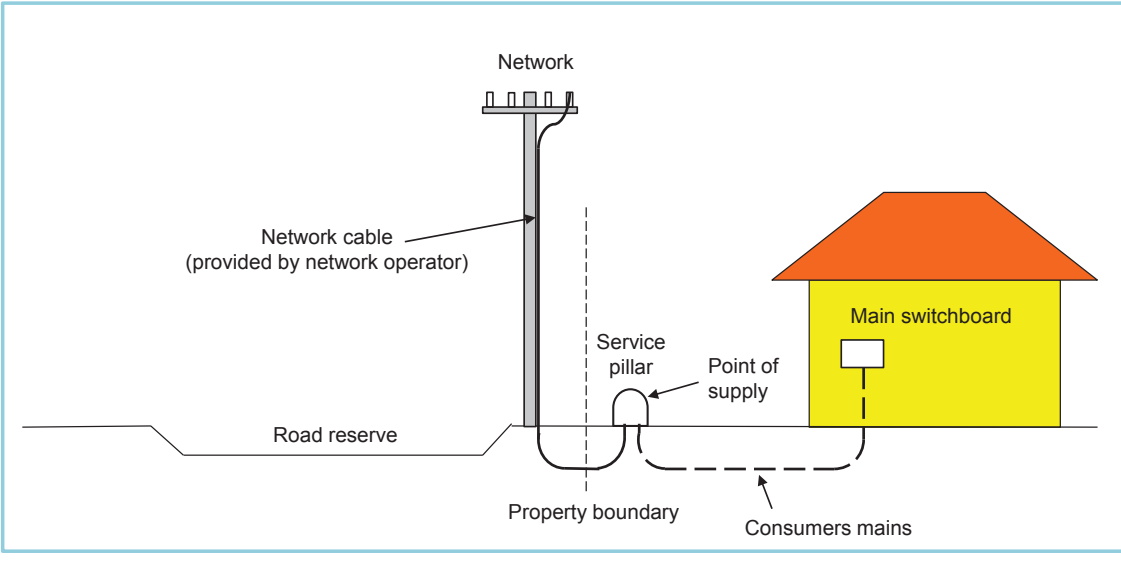 Network
Network cable
(provided by network operator)
Main switchboard
Service
pillar
Point of
supply
Road reserve
Property boundary
Consumers mains